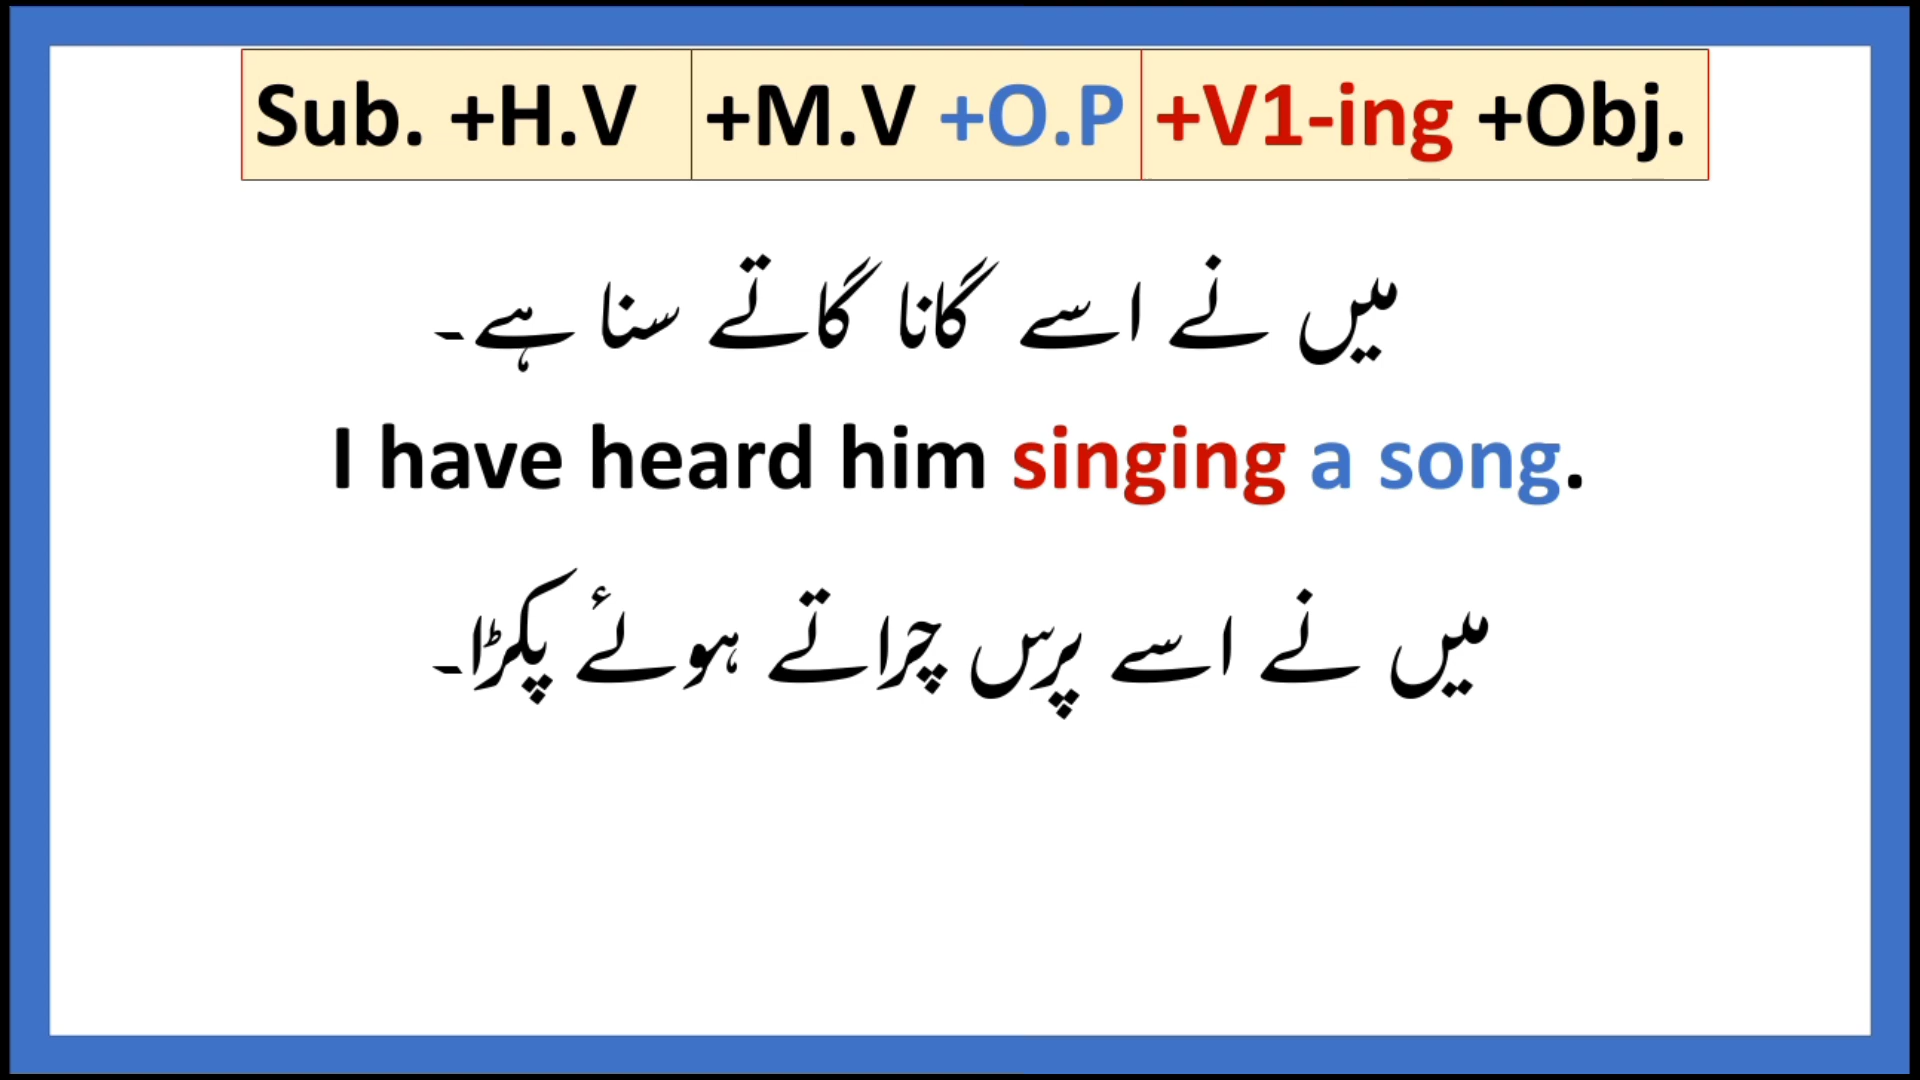 Sub. +H.V +M.V +O.P +V1-ing +Obj.
میں نے اسے گانا گاتے سنا ہے۔
I have heard him singing a song.
میں نے اسے پرس چراتے ہوئے پکڑا۔